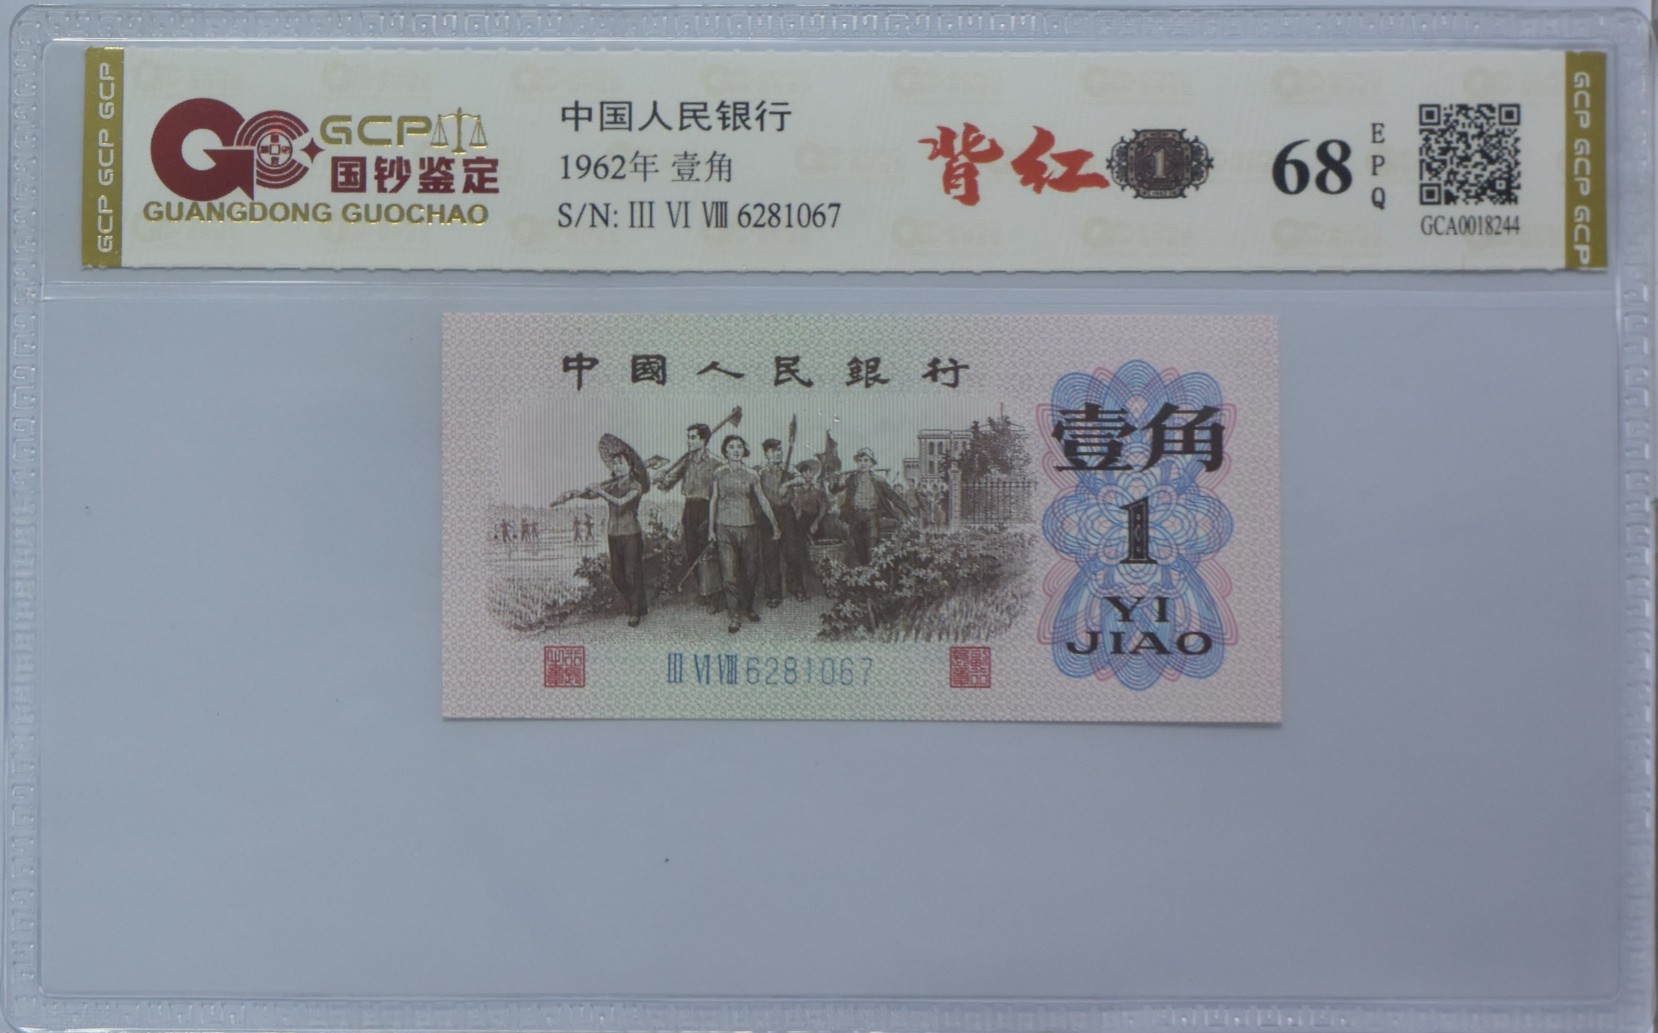 GCP GCP GCP
GCP
国钞鉴定
GUANGDONG GUOCHAO
中国人民银行
1962年 壹角
S/N: III VI VIII 6281067
背红
1
68
EPQ
GCA0018244
GCP GCP GCP
中國人民銀行
壹角
1
YI
JIAO
III VI VIII 6281067